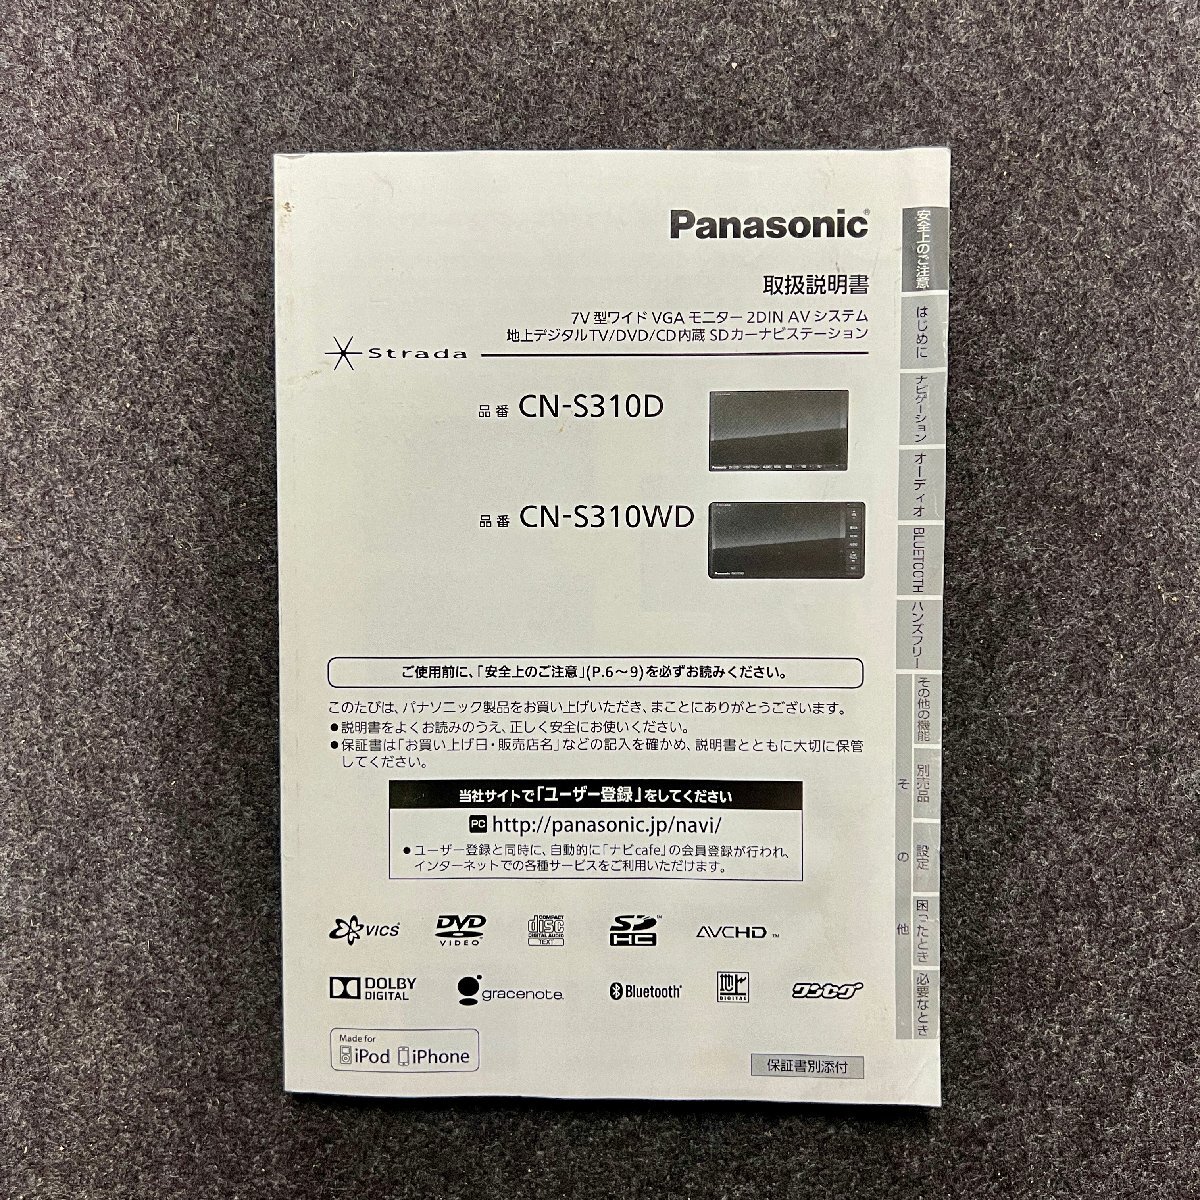 Panasonic®
取扱説明書
7V型ワイド VGA モニター 2DIN AV システム
地上デジタルTV/DVD/CD内蔵 SDカーナビステーション
Strada
品番 CN-S310D
品番 CN-S310WD
ご使用前に、「安全上のご注意」(P.6～9)を必ずお読みください。
このたびは、パナソニック製品をお買い上げいただき、まことにありがとうございます。
●説明書をよくお読みのうえ、正しく安全にお使いください。
●保証書は「お買い上げ日・販売店名」などの記入を確かめ、説明書とともに大切に保管
してください。
当社サイトで「ユーザー登録」をしてください
PC http://panasonic.jp/navi/
●ユーザー登録と同時に、自動的に「ナビcafe」の会員登録が行われ、
インターネットでの各種サービスをご利用いただけます。
VICS®
DVD VIDEO
COMPACT disc DIGITAL AUDIO TEXT
SD HC ™
AVCHD ™
DOLBY DIGITAL
gracenote
Bluetooth®
地上 DIGITAL
ワンセグ
Made for
iPod iPhone
保証書別添付
安全上のご注意
はじめに
ナビゲーション
オーディオ
BLUETOOTH
ハンズフリー
その他の機能
別売品
設定
困ったとき
必要なとき
その他
Panasonic
Panasonic